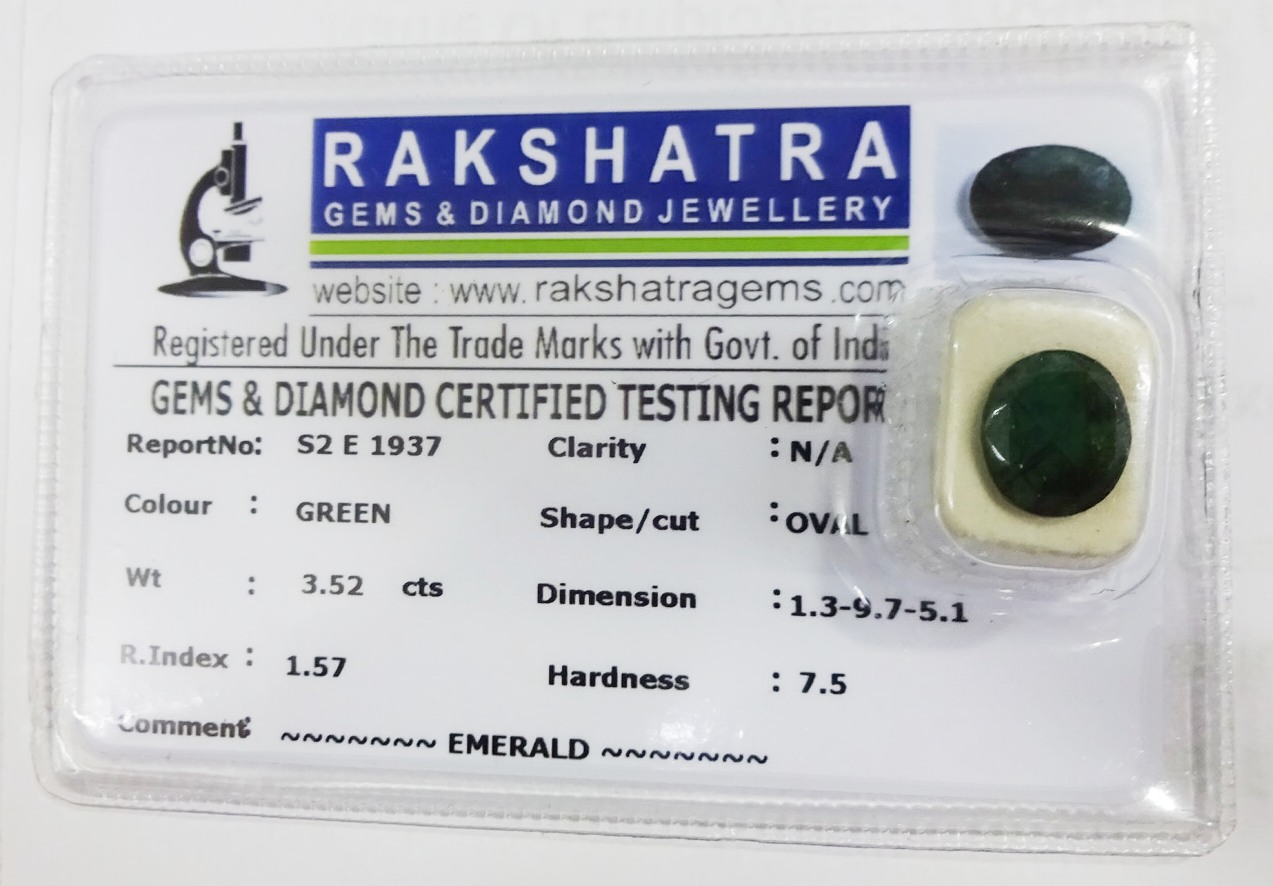 RAKSHATRA
GEMS & DIAMOND JEWELLERY
website : www. rakshatragems .com
Registered Under The Trade Marks with Govt. of India
GEMS & DIAMOND CERTIFIED TESTING REPORT
ReportNo: S2 E 1937 Clarity : N/A
Colour : GREEN Shape/cut : OVAL
Wt : 3.52 cts Dimension : 1.3-9.7-5.1
R.Index : 1.57 Hardness : 7.5
Comment : ~~~~~~~ EMERALD ~~~~~~~